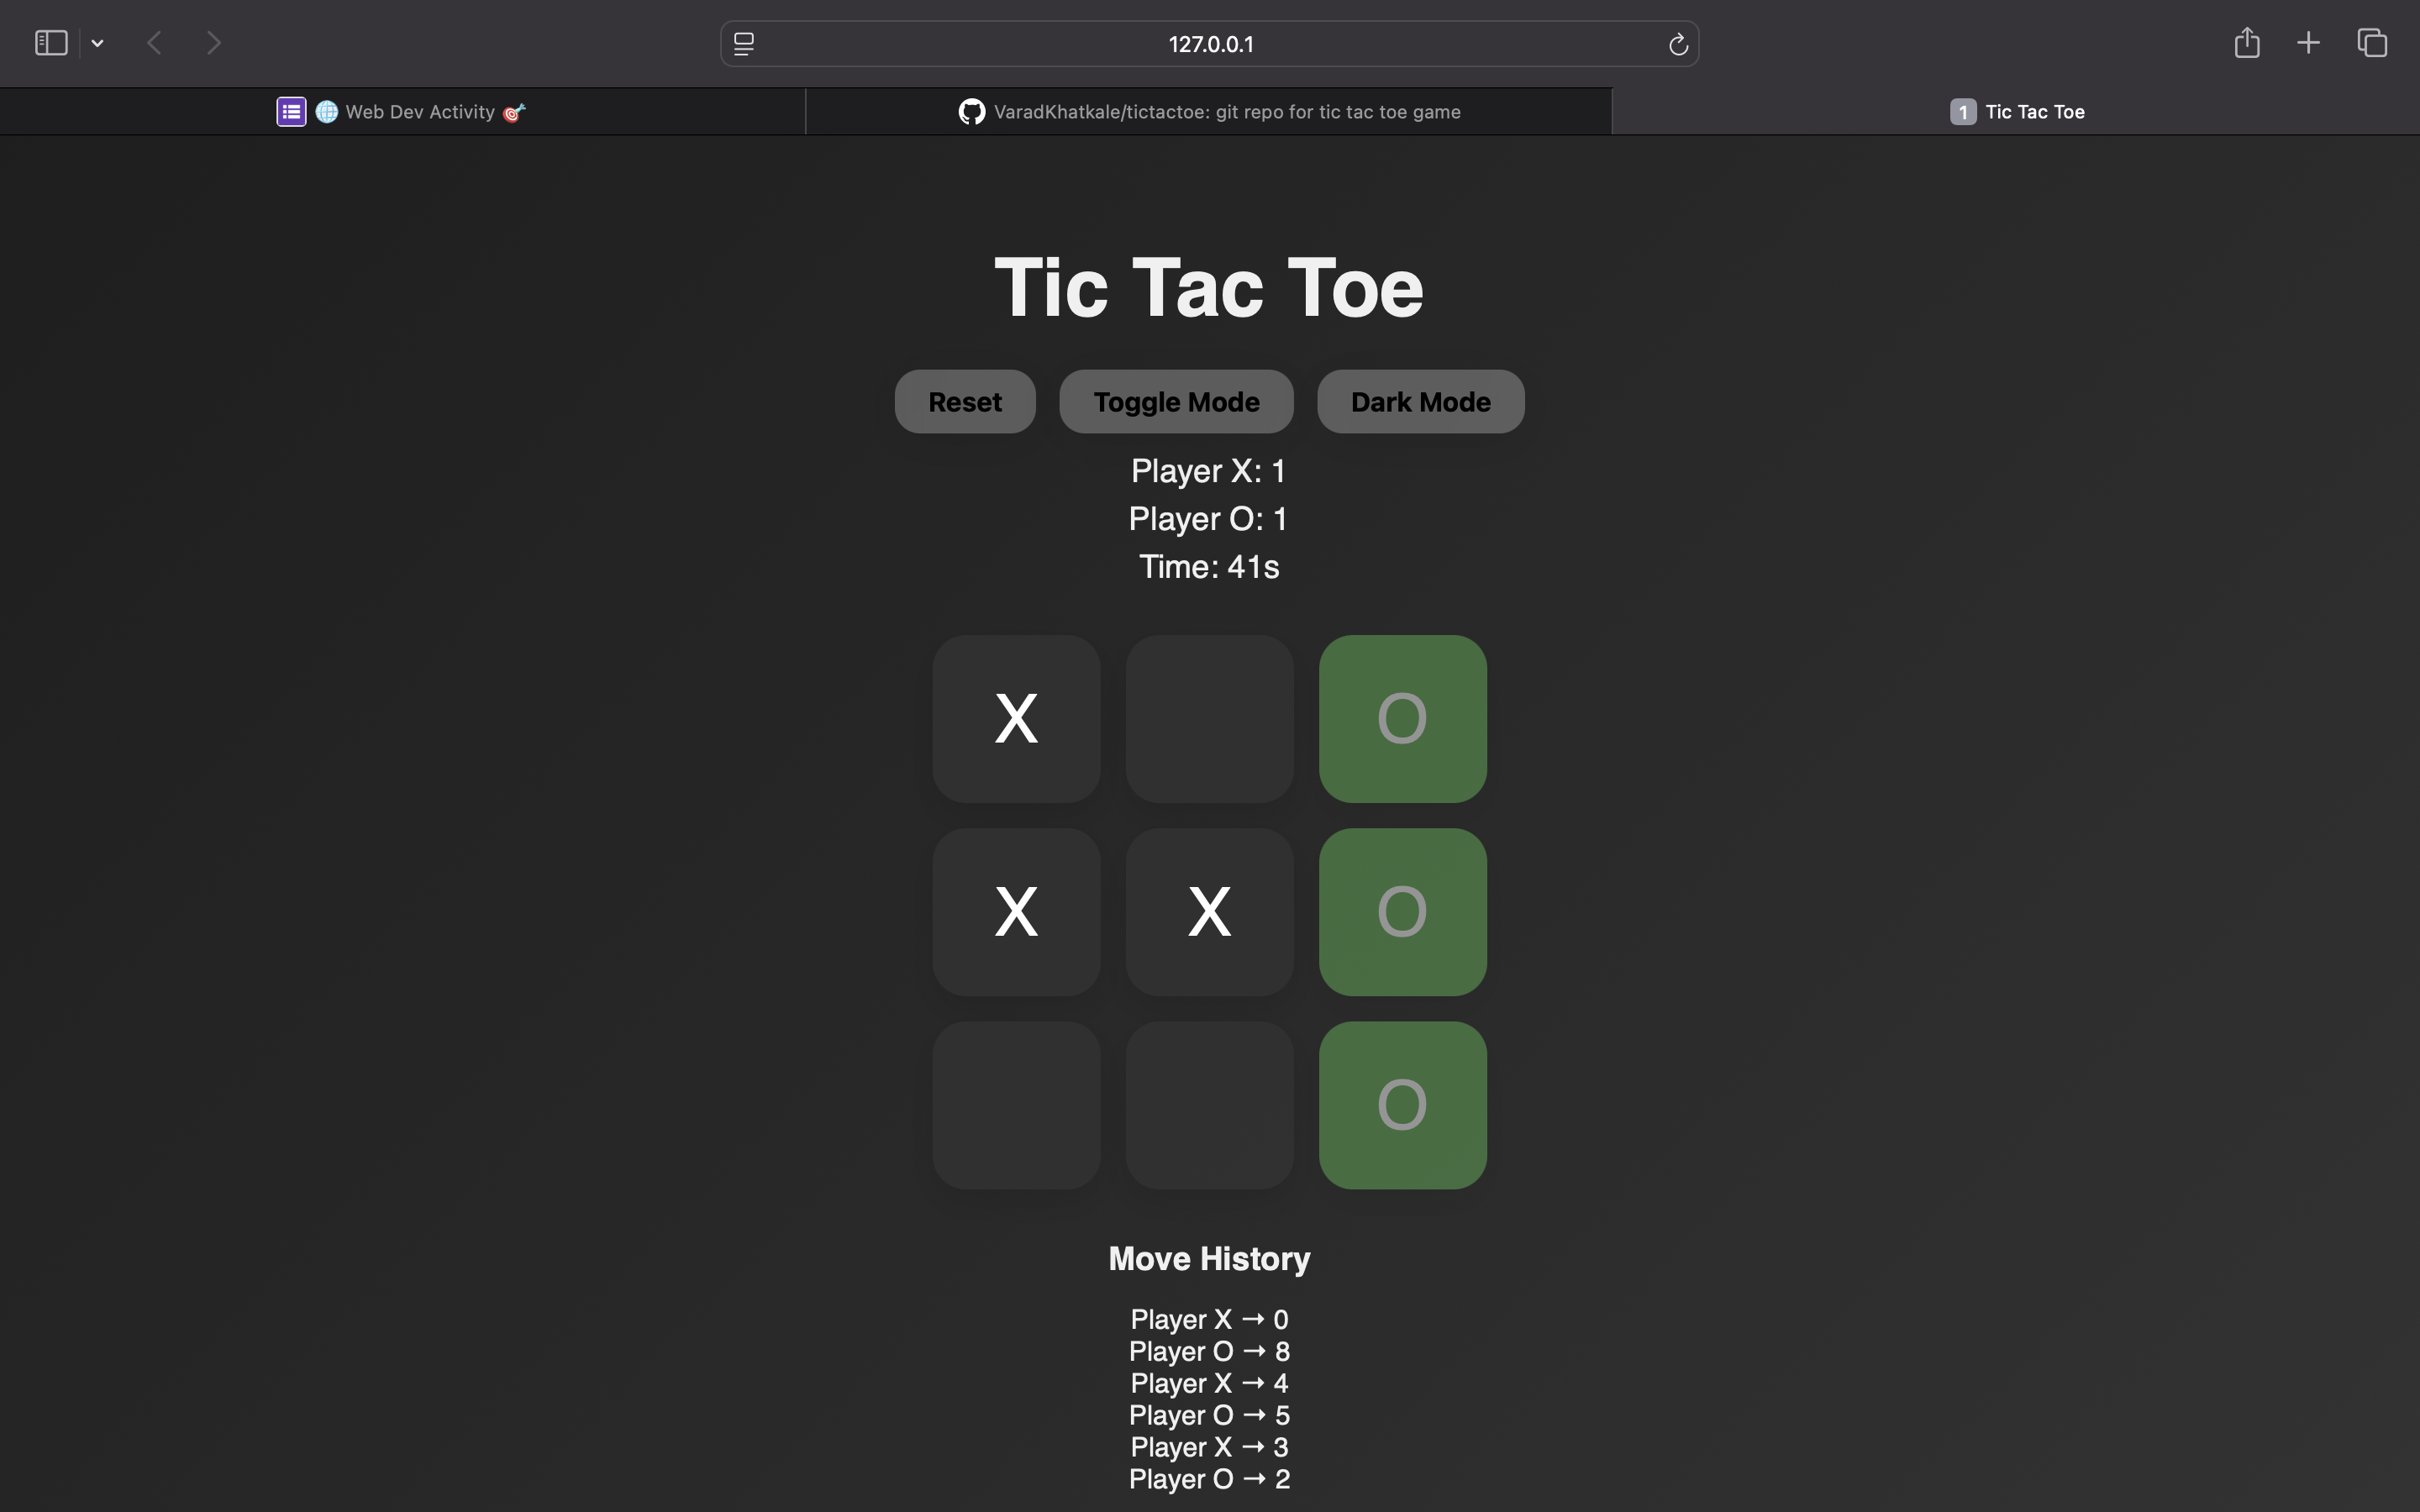 127.0.0.1
🌐 Web Dev Activity 🎯
VaradKhatkale/tictactoe: git repo for tic tac toe game
1 Tic Tac Toe
Tic Tac Toe
Reset Toggle Mode Dark Mode
Player X: 1
Player O: 1
Time: 41s
X O
X X O
O
Move History
Player X → 0
Player O → 8
Player X → 4
Player O → 5
Player X → 3
Player O → 2